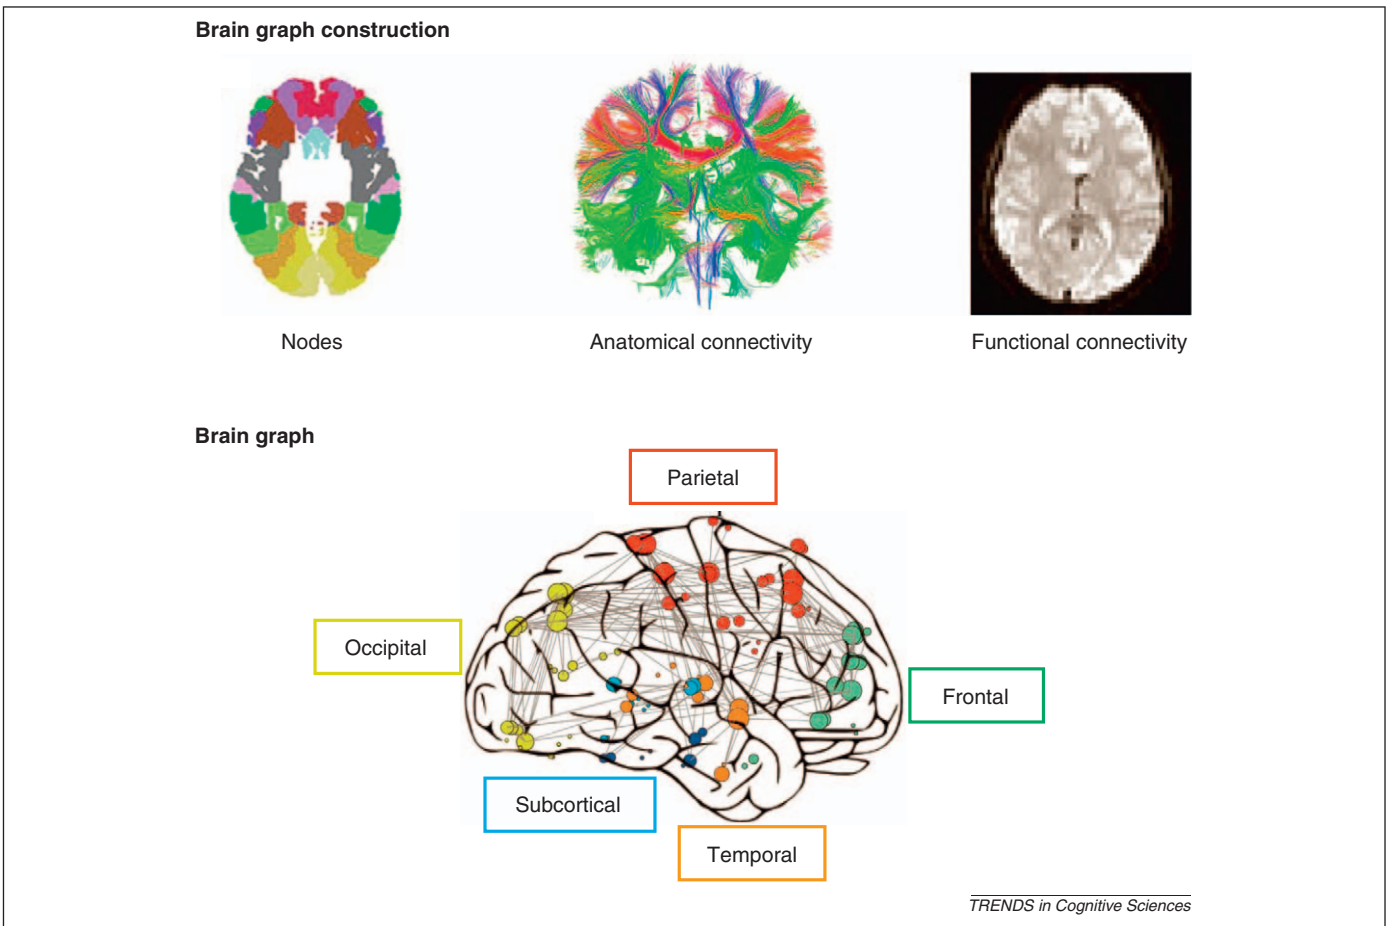 Brain graph construction
Nodes
Anatomical connectivity
Functional connectivity
Brain graph
Parietal
Occipital
Frontal
Subcortical
Temporal
TRENDS in Cognitive Sciences